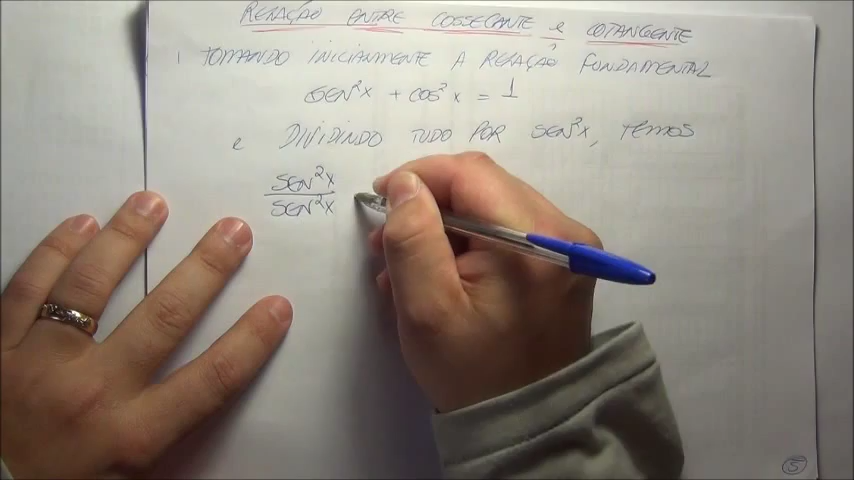 RELAÇÃO ENTRE COSSECANTE e COTANGENTE
TOMANDO INICIALMENTE A RELAÇÃO FUNDAMENTAL
SEN²X + COS²X = 1
e DIVIDINDO TUDO POR SEN²X, TEMOS
SEN²X
SEN²X
5